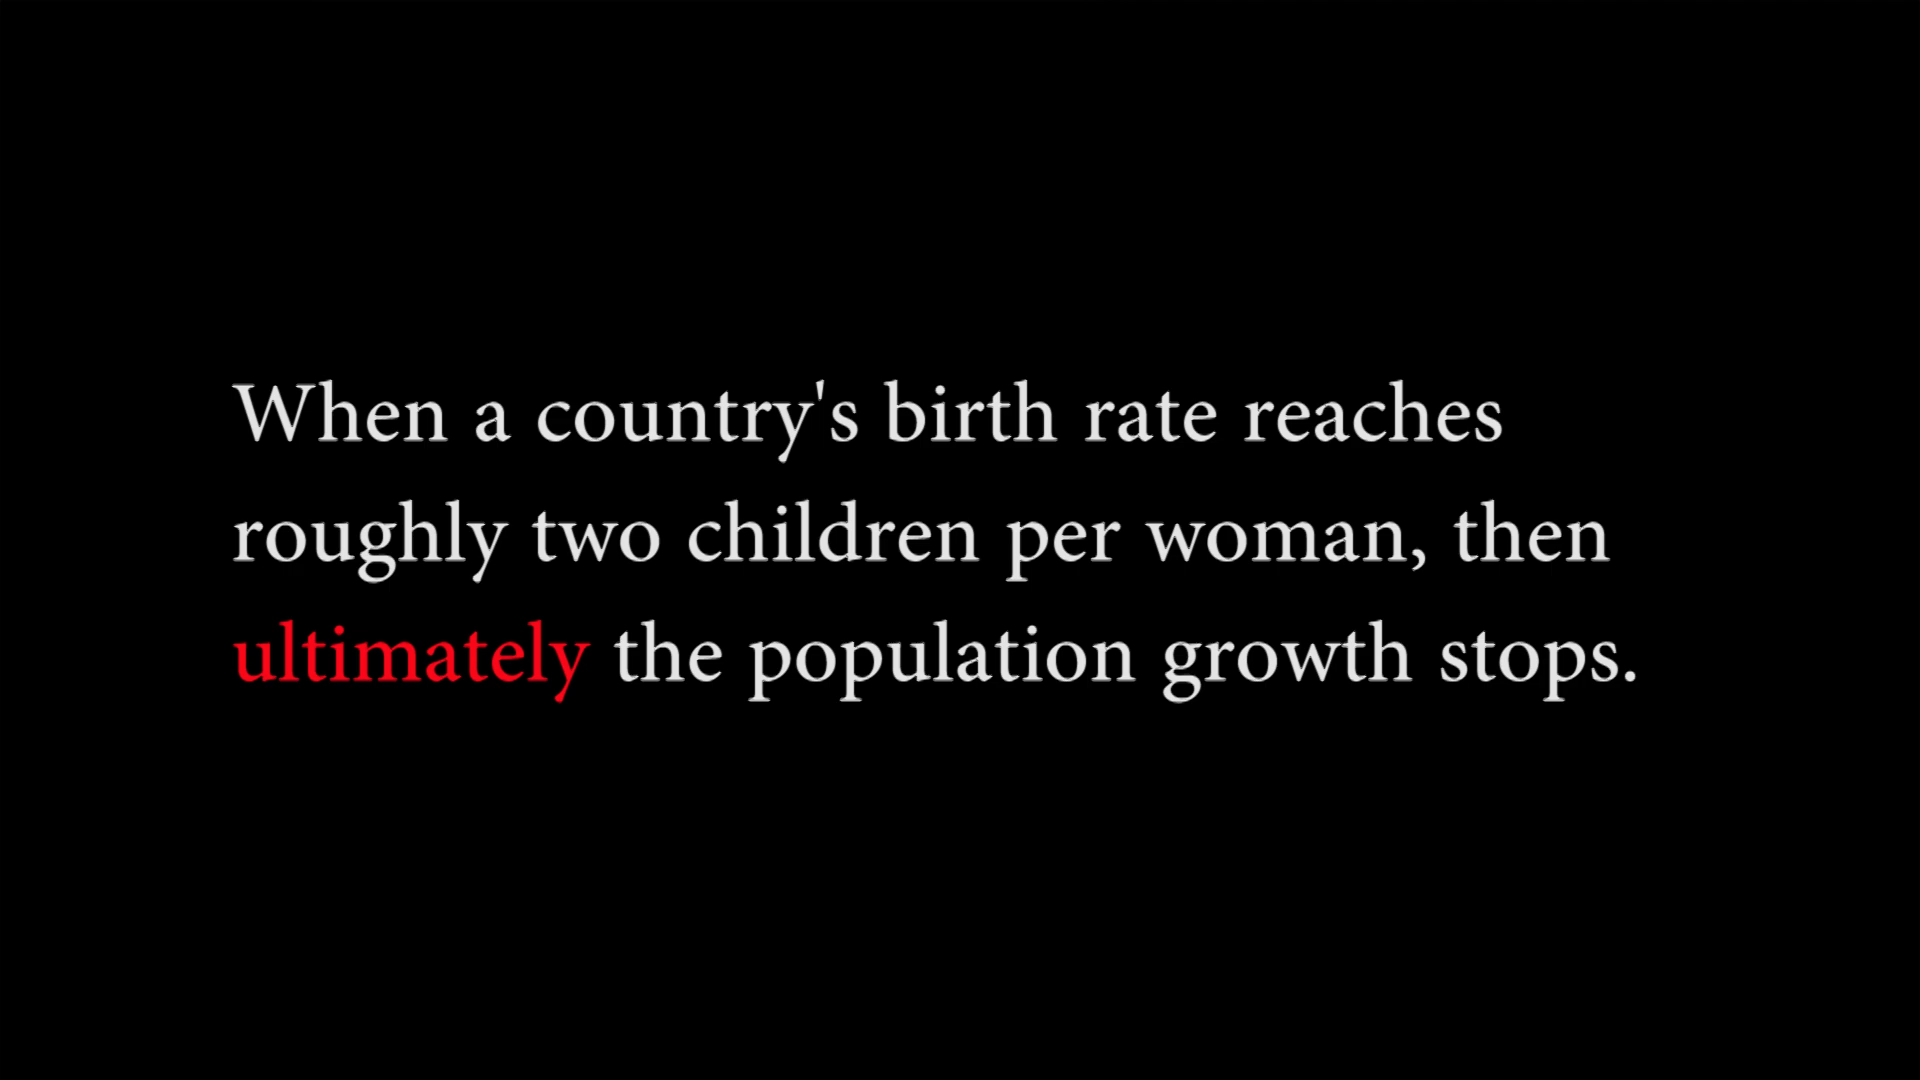 When a country's birth rate reaches
roughly two children per woman, then
ultimately the population growth stops.